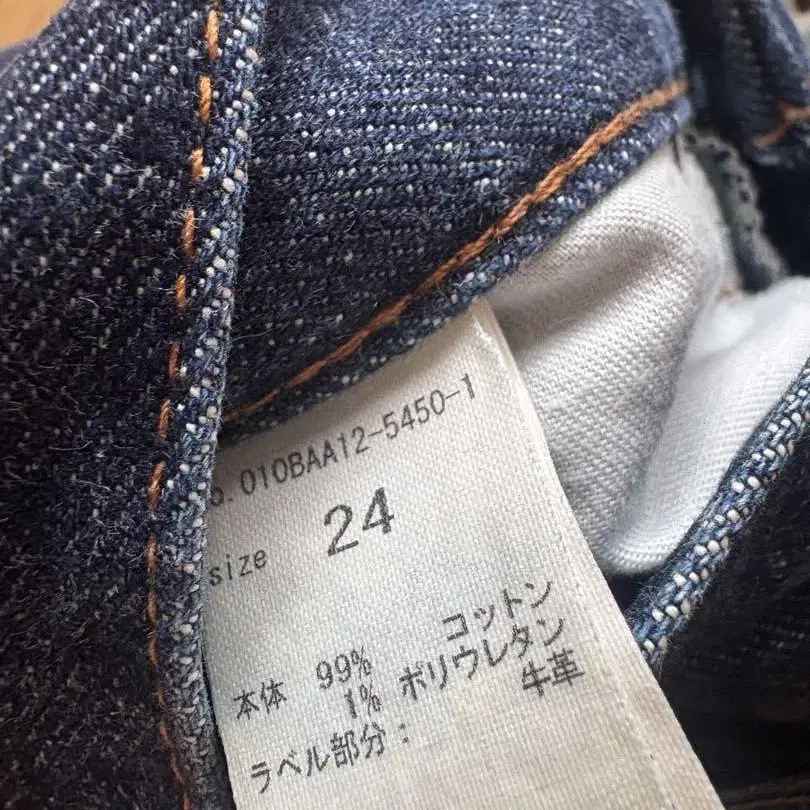 o. 010BAA12-5450-1
size 24
本体 99% コットン
1% ポリウレタン
ラベル部分： 牛革